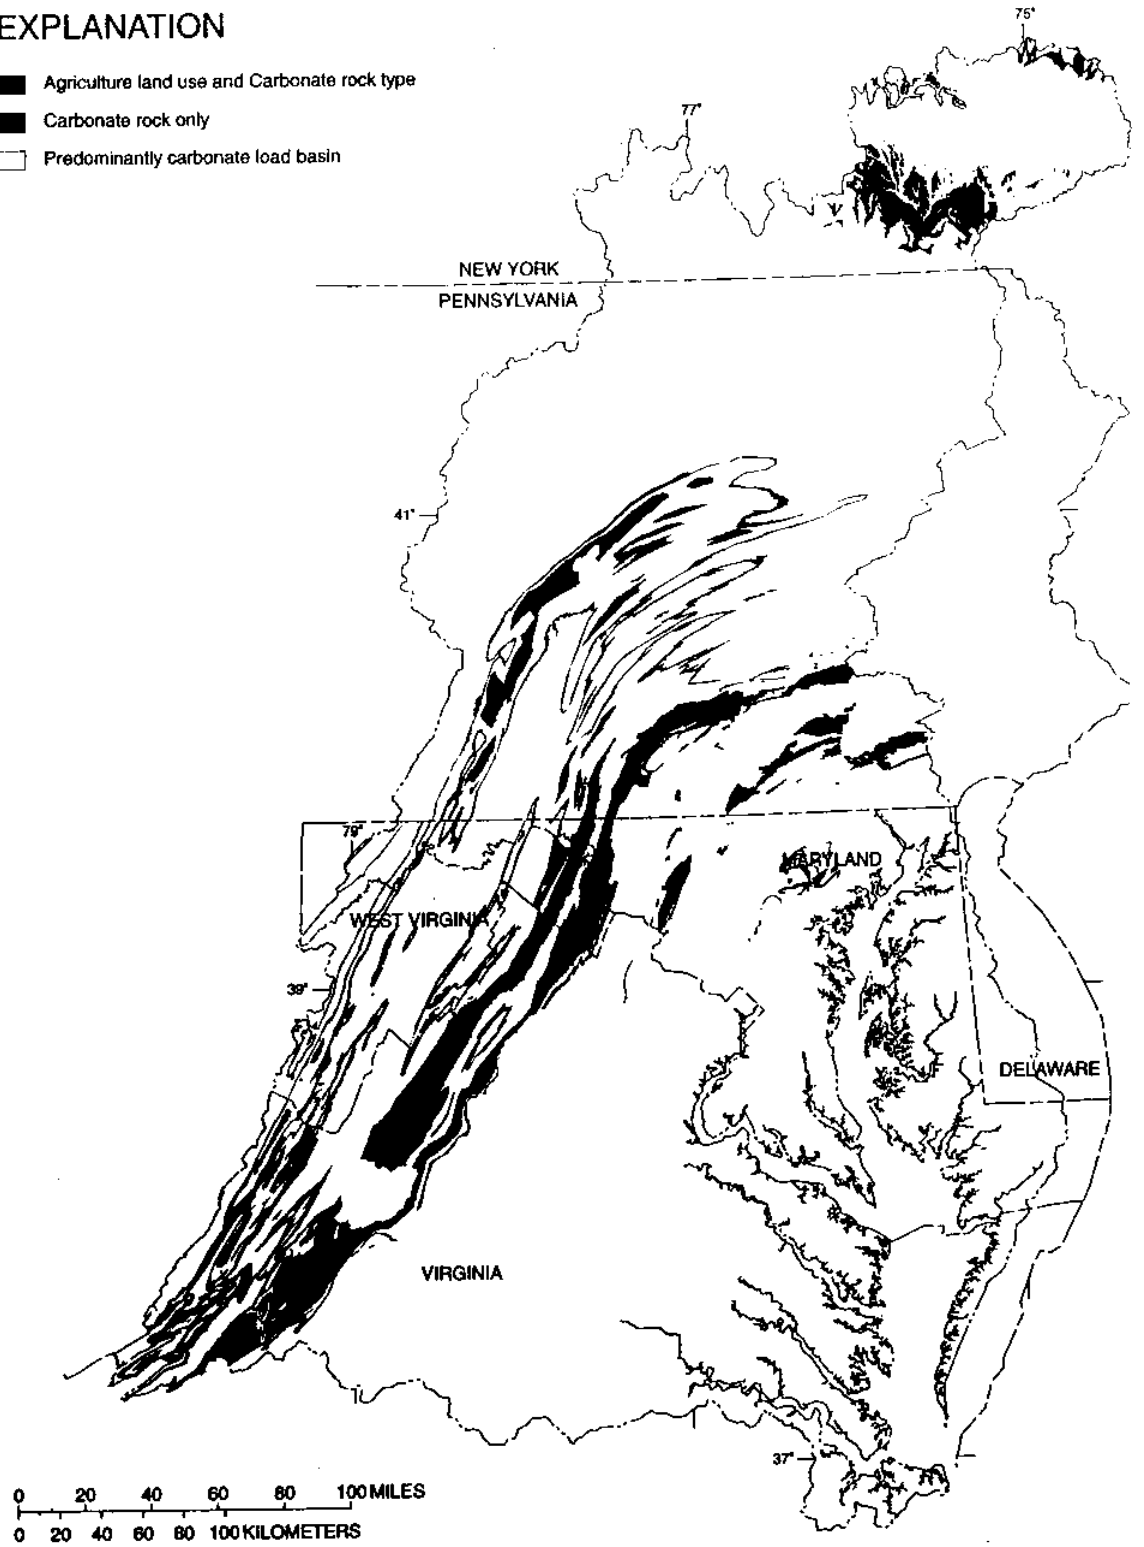 EXPLANATION
Agriculture land use and Carbonate rock type
Carbonate rock only
Predominantly carbonate load basin
75°
77°
NEW YORK
PENNSYLVANIA
41°
79°
MARYLAND
WEST VIRGINIA
39°
DELAWARE
VIRGINIA
37°
0 20 40 60 80 100 MILES
0 20 40 60 80 100 KILOMETERS